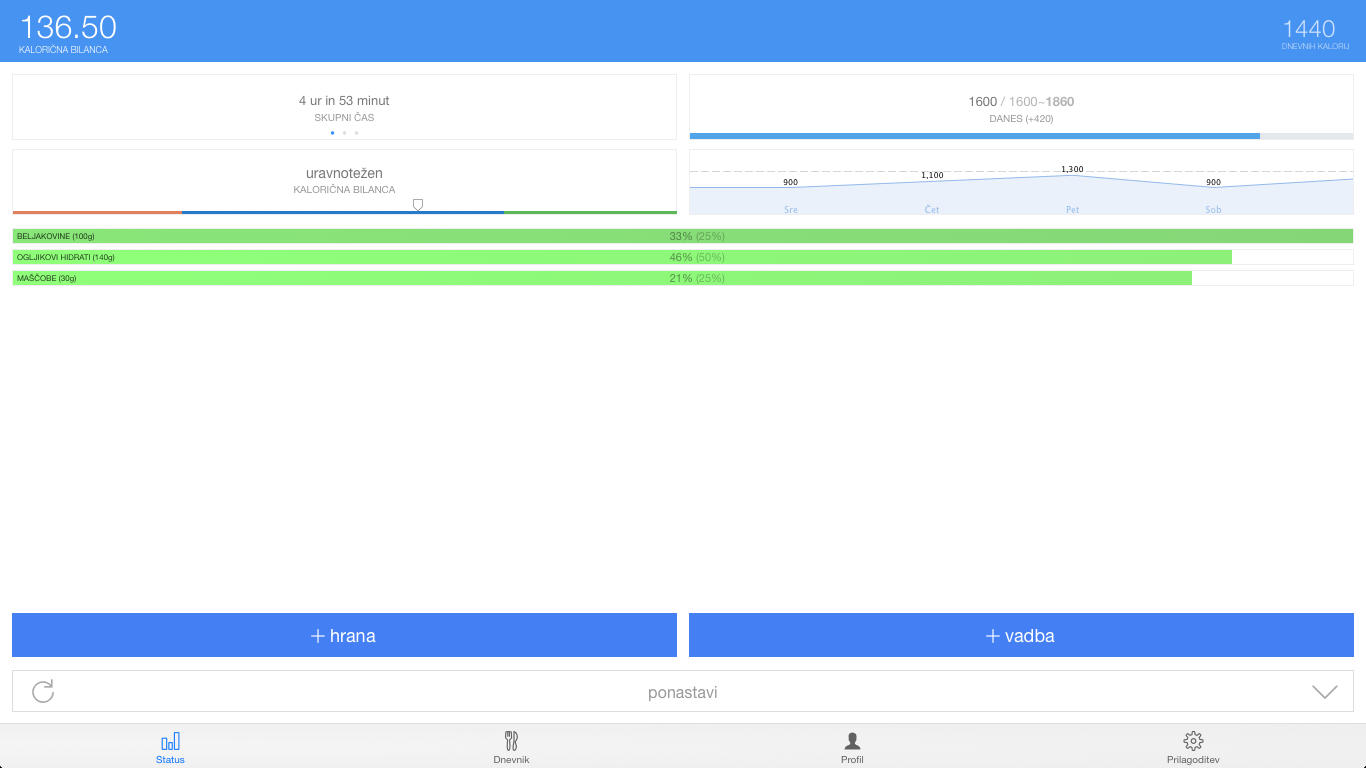 136.50
KALORIČNA BILANCA
1440
DNEVNIH KALORIJ
4 ur in 53 minut
SKUPNI ČAS
1600 / 1600~1860
DANES (+420)
uravnotežen
KALORIČNA BILANCA
900 1,100 1,300 900
Sre Čet Pet Sob
BELJAKOVINE (100g) 33% (25%)
OGLJIKOVI HIDRATI (140g) 46% (50%)
MAŠČOBE (30g) 21% (25%)
+ hrana
+ vadba
ponastavi
Status Dnevnik Profil Prilagoditev